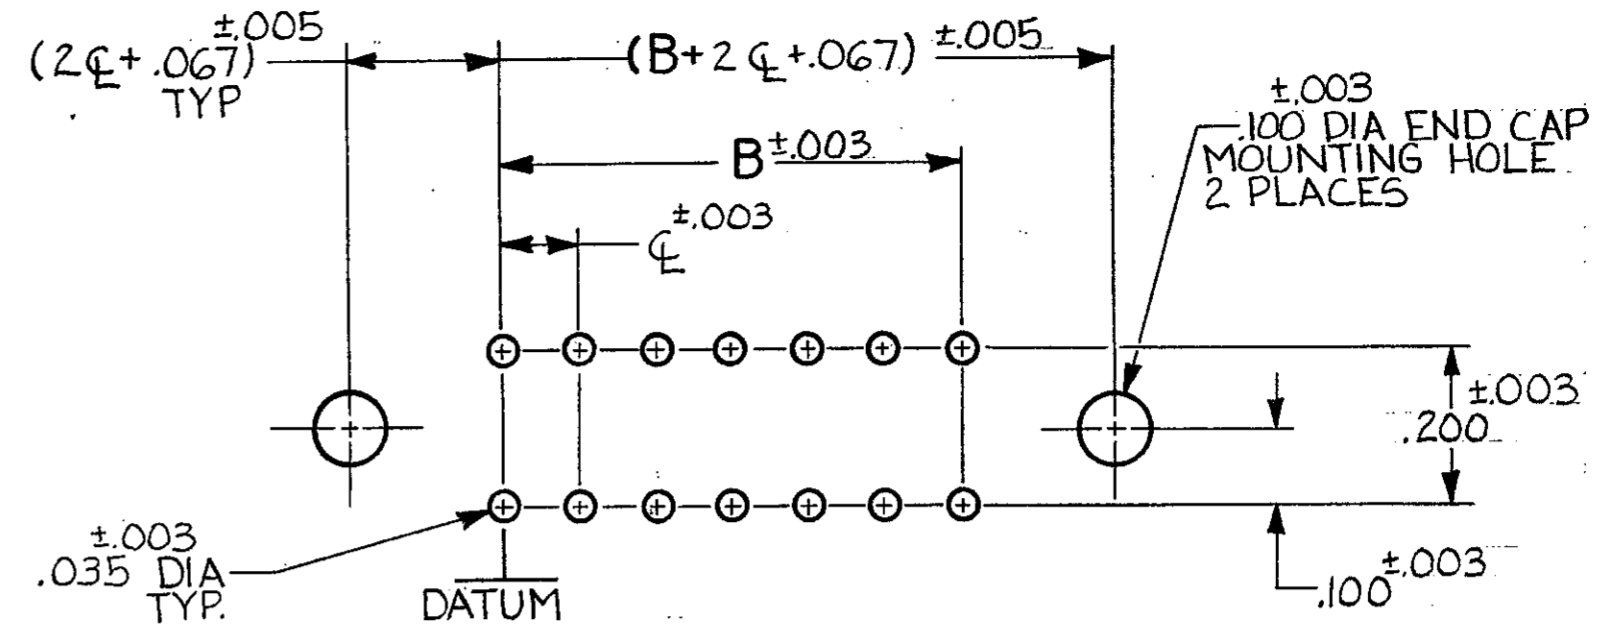 ±.005
(2℄+ .067)
TYP
(B+2 ℄+.067) ±.005
B ±.003
℄ ±.003
±.003
.100 DIA END CAP
MOUNTING HOLE
2 PLACES
±.003
.200
.100 ±.003
±.003
.035 DIA
TYP.
DATUM